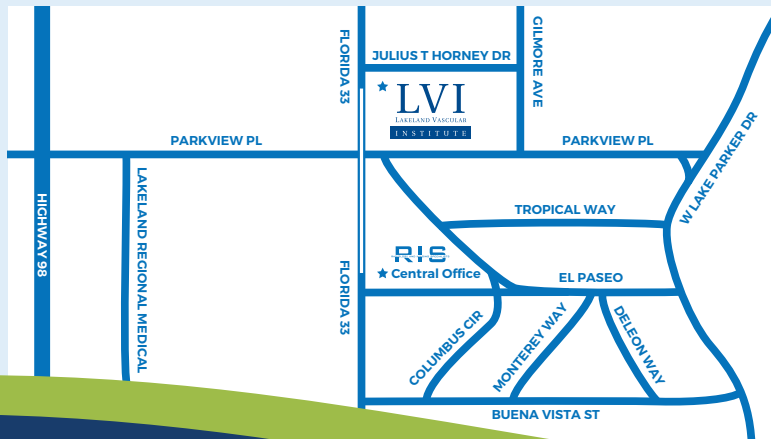 FLORIDA 33
JULIUS T HORNEY DR
GILMORE AVE
LVI
LAKELAND VASCULAR
INSTITUTE
PARKVIEW PL
PARKVIEW PL
W LAKE PARKER DR
HIGHWAY 98
LAKELAND REGIONAL MEDICAL
TROPICAL WAY
RIS
Central Office
FLORIDA 33
EL PASEO
COLUMBUS CIR
MONTEREY WAY
DELEON WAY
BUENA VISTA ST